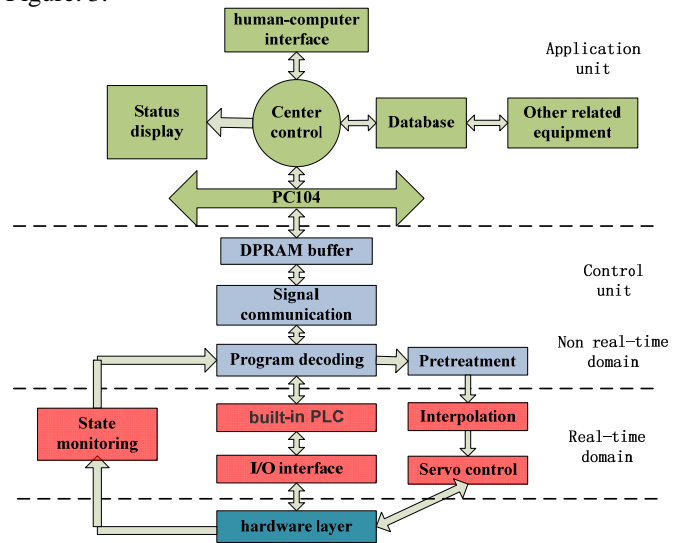 Figure. 3.
human-computer
interface
Application
unit
Status
display
Center
control
Database
Other related
equipment
PC104
DPRAM buffer
Control
unit
Signal
communication
Non real-time
domain
Program decoding
Pretreatment
State
monitoring
built-in PLC
Interpolation
Real-time
domain
I/O interface
Servo control
hardware layer